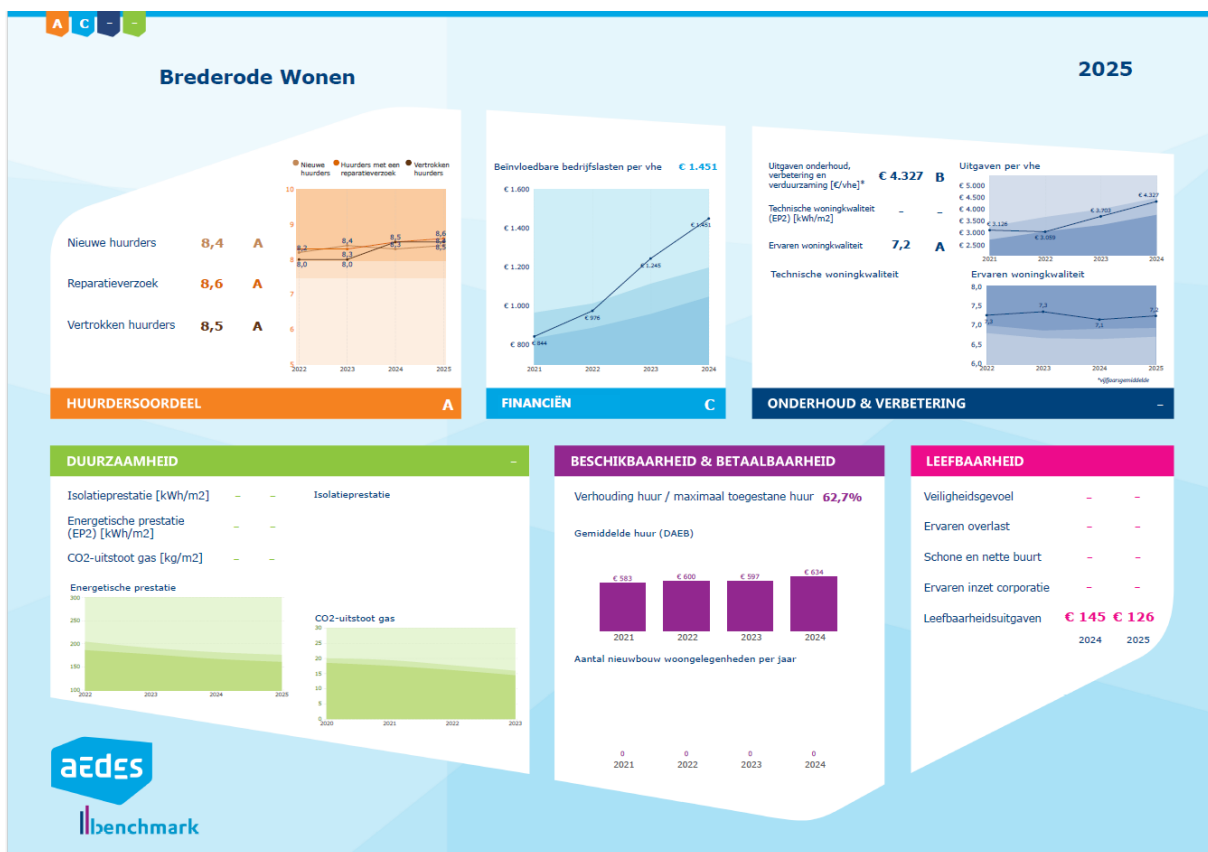 A C – –
Brederode Wonen
2025
Nieuwe huurders
Huurders met een reparatieverzoek
Vertrokken huurders
10
9
8
7
6
5
8,2
8,0
8,4
8,3
8,0
8,5
8,3
8,6
8,5
2022 2023 2024 2025
Nieuwe huurders 8,4 A
Reparatieverzoek 8,6 A
Vertrokken huurders 8,5 A
HUURDERSOORDEEL A
Beïnvloedbare bedrijfslasten per vhe € 1.451
€ 1.600
€ 1.400
€ 1.200
€ 1.000
€ 800
€ 844
€ 976
€ 1.245
€ 1.451
2021 2022 2023 2024
FINANCIËN C
Uitgaven onderhoud,
verbetering en
verduurzaming [€/vhe]* € 4.327 B
Technische woningkwaliteit
(EP2) [kWh/m2] – –
Ervaren woningkwaliteit 7,2 A
Uitgaven per vhe
€ 5.000
€ 4.500
€ 4.000
€ 3.500
€ 3.000
€ 2.500
€ 4.327
2021 2022 2023 2024
Technische woningkwaliteit
Ervaren woningkwaliteit
8,0
7,5
7,0
6,5
6,0
7,3
7,1
7,2
2022 2023 2024 2025
*vijfjaarsgemiddelde
ONDERHOUD & VERBETERING –
DUURZAAMHEID –
Isolatieprestatie [kWh/m2] – –
Energetische prestatie
(EP2) [kWh/m2] – –
CO2-uitstoot gas [kg/m2] – –
Isolatieprestatie
Energetische prestatie
300
250
200
150
100
2022 2023 2024 2025
CO2-uitstoot gas
30
25
20
15
10
5
0
2020 2021 2022 2023
BESCHIKBAARHEID & BETAALBAARHEID
Verhouding huur / maximaal toegestane huur 62,7%
Gemiddelde huur (DAEB)
€ 583 € 600 € 597 € 634
2021 2022 2023 2024
Aantal nieuwbouw woongelegenheden per jaar
0 0 0 0
2021 2022 2023 2024
LEEFBAARHEID
Veiligheidsgevoel – –
Ervaren overlast – –
Schone en nette buurt – –
Ervaren inzet corporatie – –
Leefbaarheidsuitgaven € 145 € 126
2024 2025
aedes
benchmark